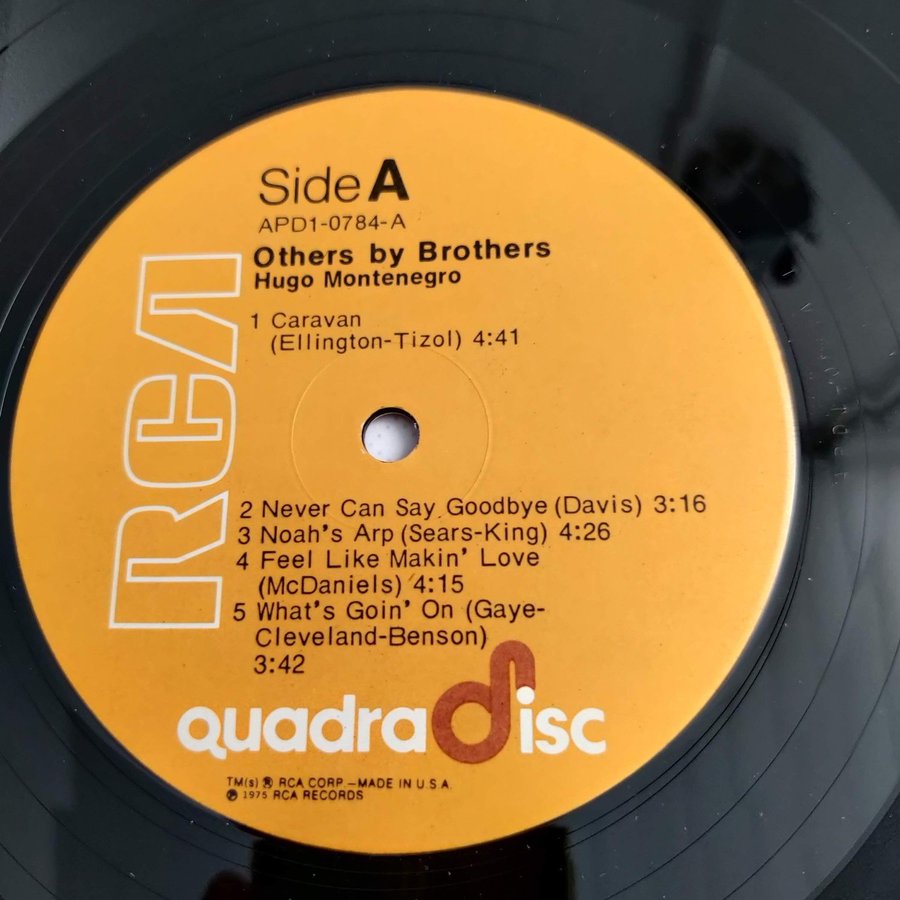 Side A
APD1-0784-A
Others by Brothers
Hugo Montenegro
1 Caravan
(Ellington-Tizol) 4:41
RCA
2 Never Can Say Goodbye (Davis) 3:16
3 Noah's Arp (Sears-King) 4:26
4 Feel Like Makin' Love
(McDaniels) 4:15
5 What's Goin' On (Gaye-
Cleveland-Benson)
3:42
quadradisc
TM(s) ® RCA CORP.—MADE IN U.S.A.
℗ 1975 RCA RECORDS